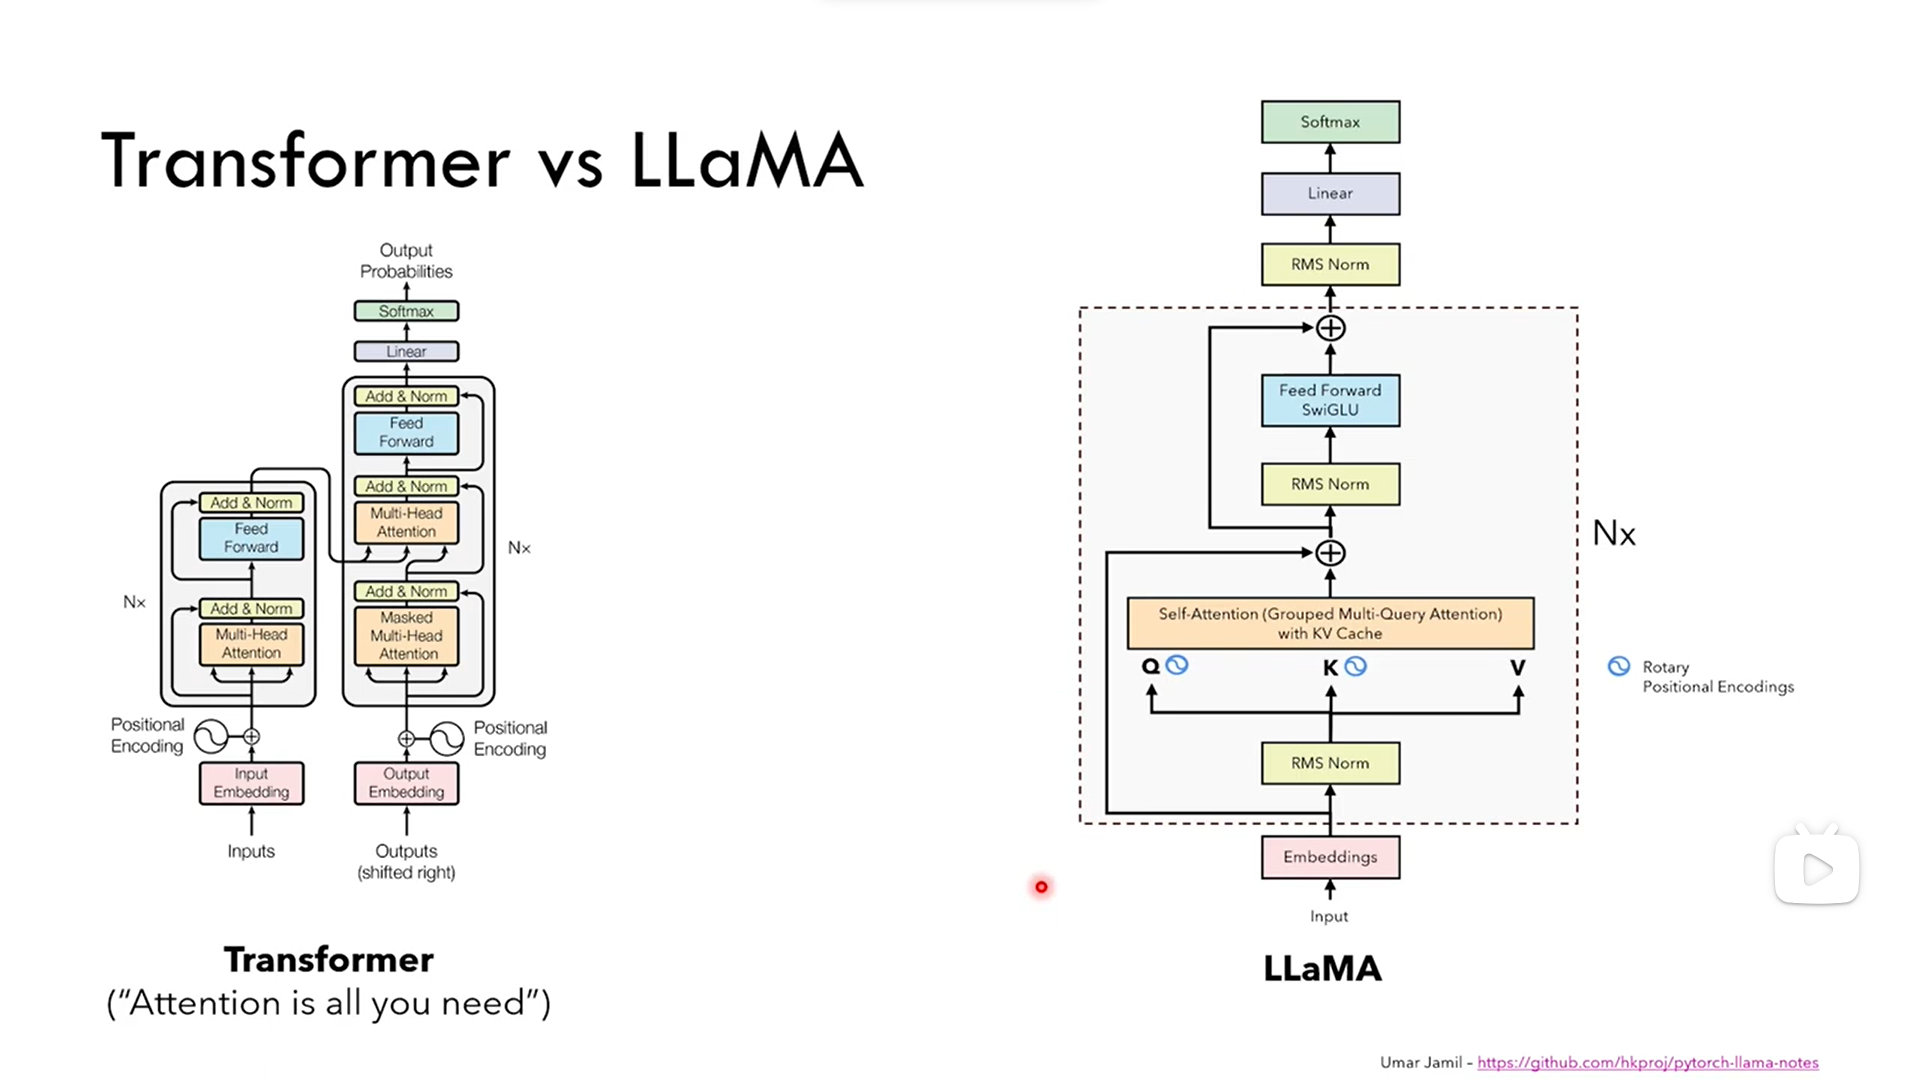 Transformer vs LLaMA
Output
Probabilities
Softmax
Linear
Add & Norm
Feed
Forward
Add & Norm
Multi-Head
Attention
Add & Norm
Masked
Multi-Head
Attention
Nx
Add & Norm
Feed
Forward
Add & Norm
Multi-Head
Attention
Nx
Positional
Encoding
Positional
Encoding
Input
Embedding
Output
Embedding
Inputs
Outputs
(shifted right)
Transformer
("Attention is all you need")
Softmax
Linear
RMS Norm
Feed Forward
SwiGLU
RMS Norm
Nx
Self-Attention (Grouped Multi-Query Attention)
with KV Cache
Q
K
V
Rotary
Positional Encodings
RMS Norm
Embeddings
Input
LLaMA
Umar Jamil – https://github.com/hkproj/pytorch-llama-notes